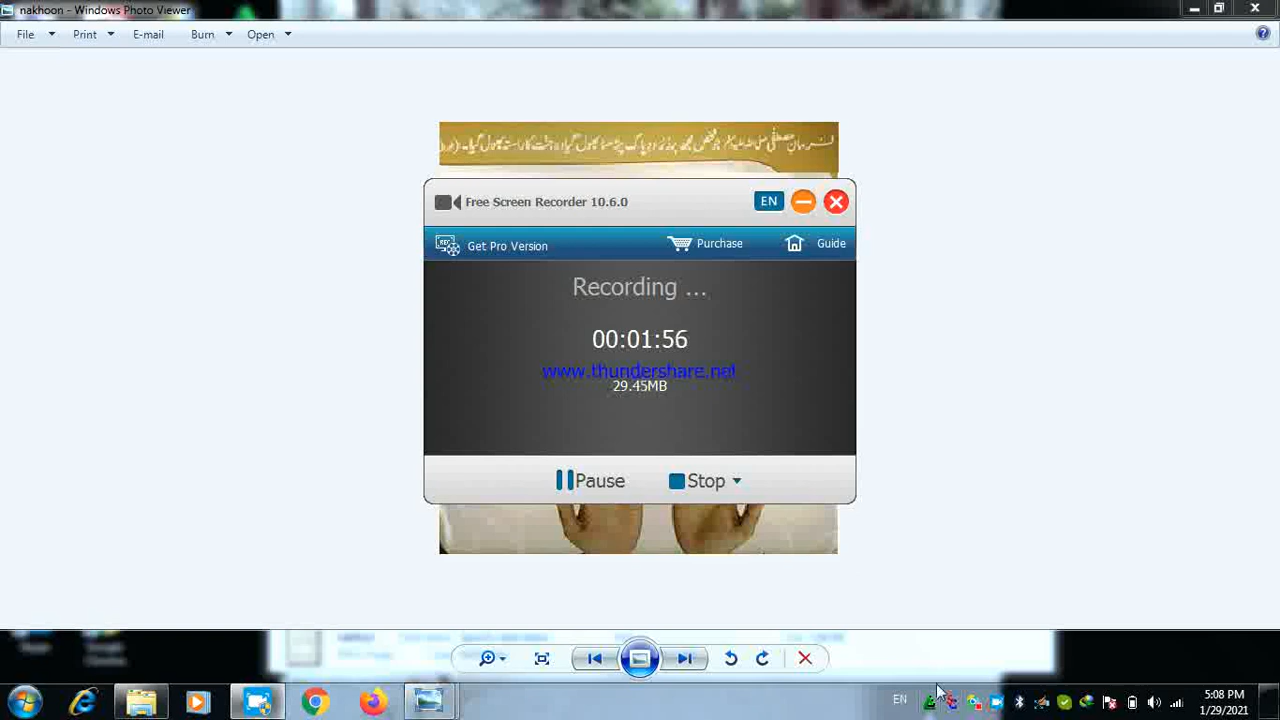 nakhoon - Windows Photo Viewer
File Print E-mail Burn Open
Free Screen Recorder 10.6.0 EN
Get Pro Version Purchase Guide
Recording ...
00:01:56
www.thundershare.net
29.45MB
Pause Stop
EN
5:08 PM
1/29/2021